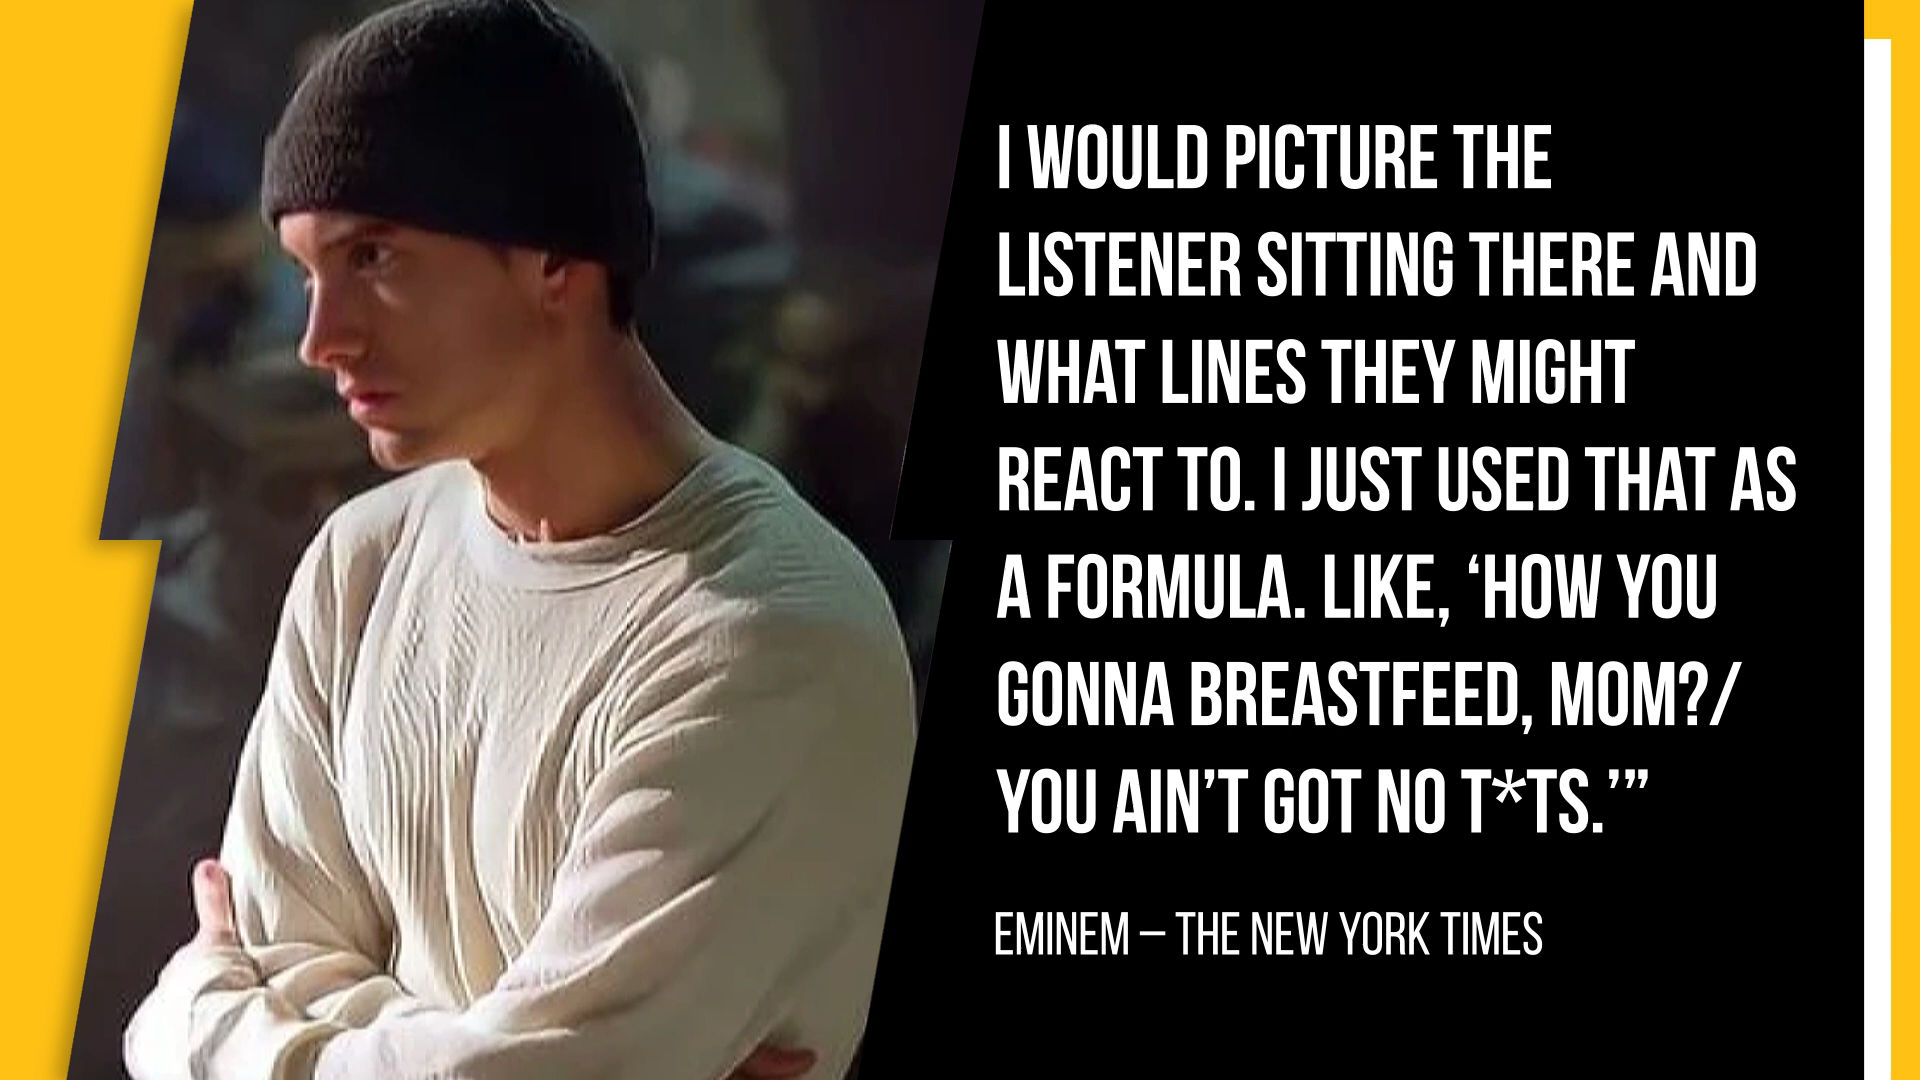 I WOULD PICTURE THE
LISTENER SITTING THERE AND
WHAT LINES THEY MIGHT
REACT TO. I JUST USED THAT AS
A FORMULA. LIKE, ‘HOW YOU
GONNA BREASTFEED, MOM?/
YOU AIN’T GOT NO T*TS.’”
EMINEM – THE NEW YORK TIMES